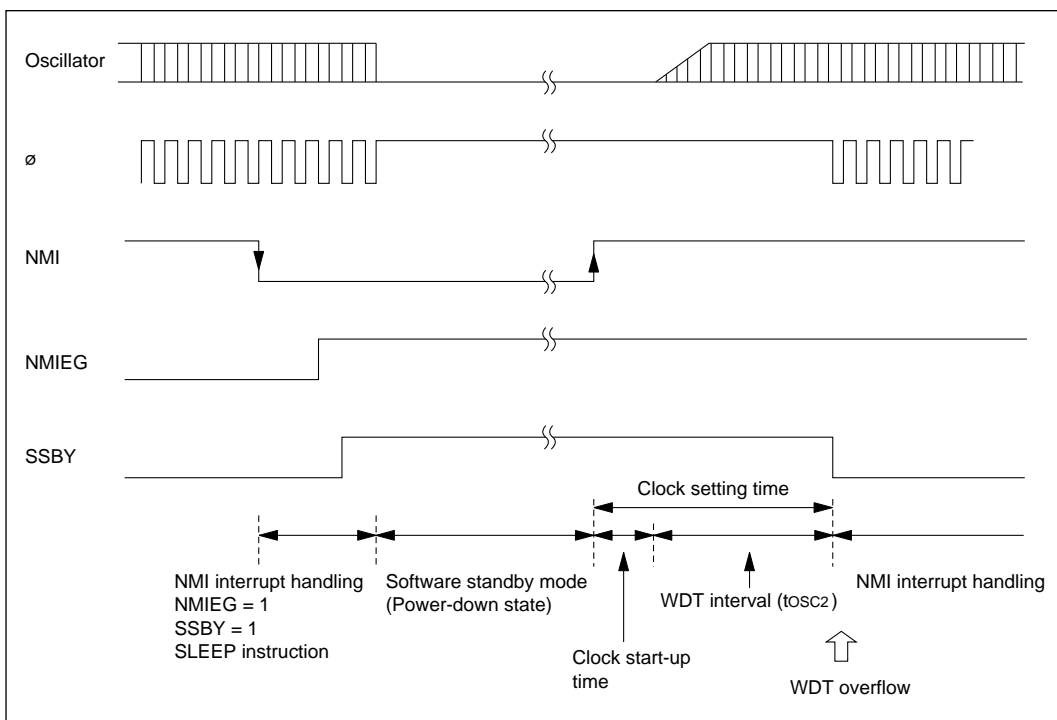 Oscillator
ø
NMI
NMIEG
SSBY
Clock setting time
NMI interrupt handling
NMIEG = 1
SSBY = 1
SLEEP instruction
Software standby mode
(Power-down state)
Clock start-up
time
WDT interval (tOSC2)
WDT overflow
NMI interrupt handling